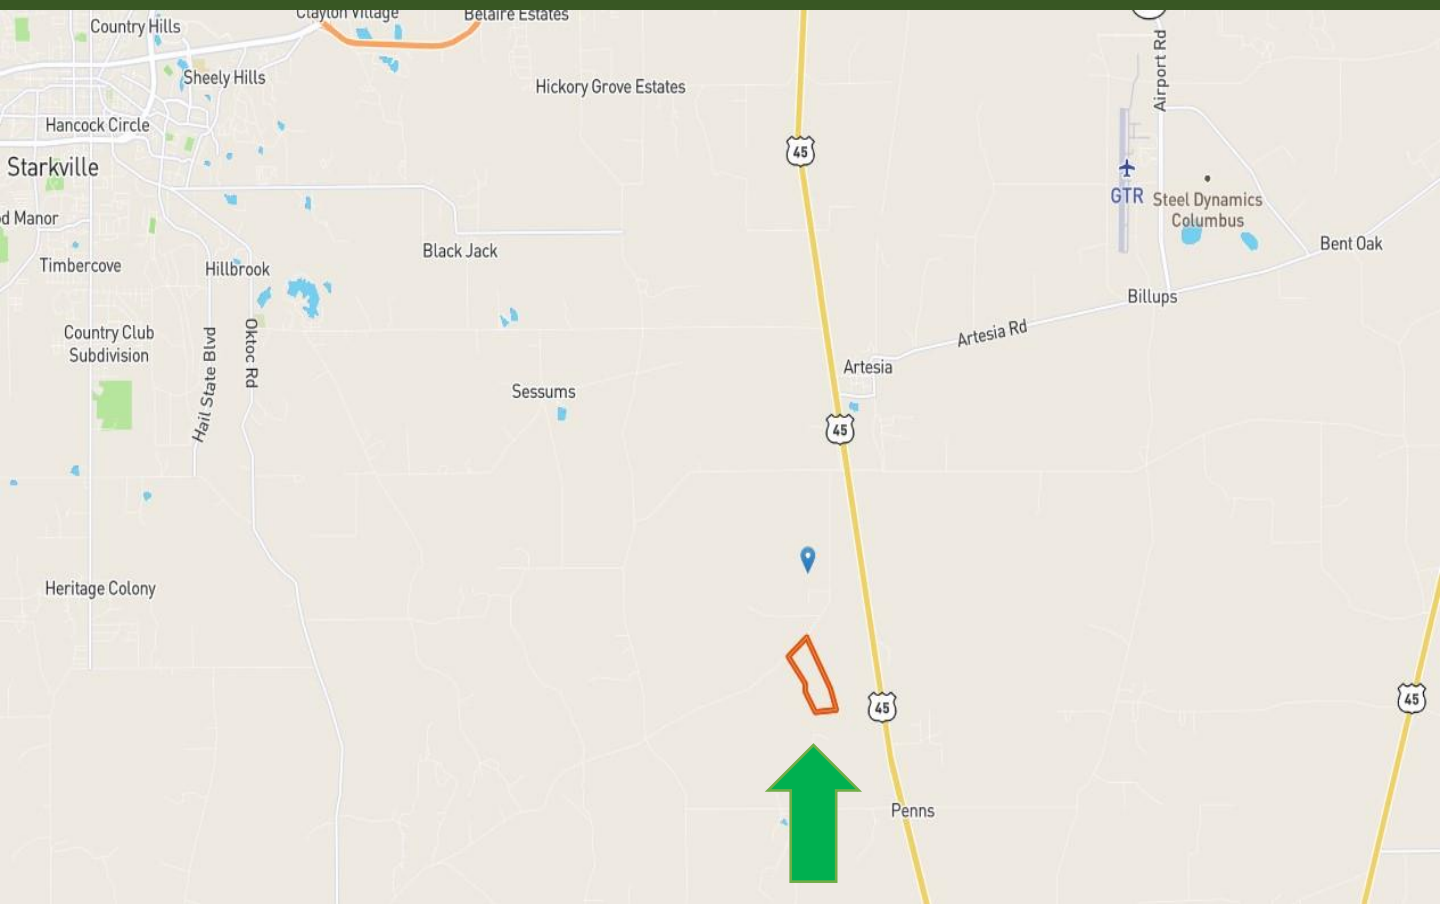 Clayton Village
Belaire Estates
Country Hills
Sheely Hills
Hickory Grove Estates
Airport Rd
Hancock Circle
45
Starkville
GTR
Steel Dynamics
Columbus
d Manor
Black Jack
Bent Oak
Timbercove
Hillbrook
Billups
Country Club
Subdivision
Hail State Blvd
Oktoc Rd
Artesia Rd
Artesia
Sessums
45
Heritage Colony
45
45
Penns